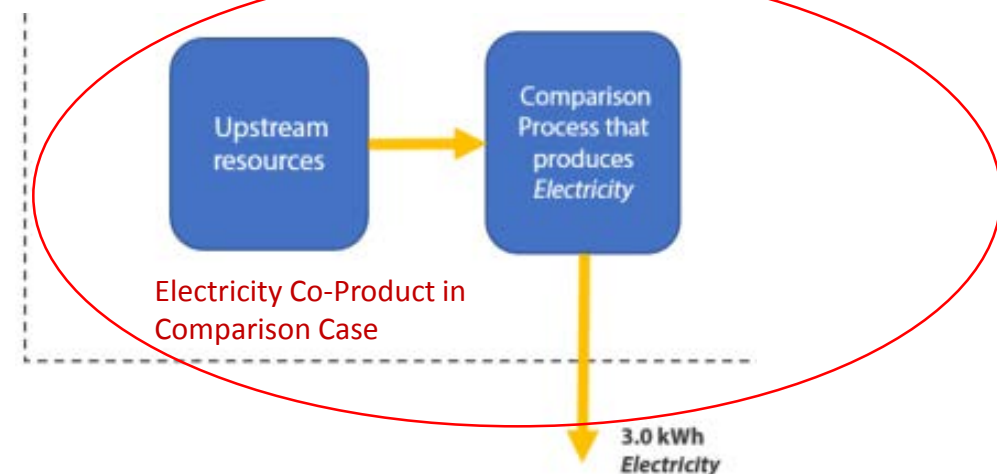 Upstream
resources
Comparison
Process that
produces
Electricity
Electricity Co-Product in
Comparison Case
3.0 kWh
Electricity